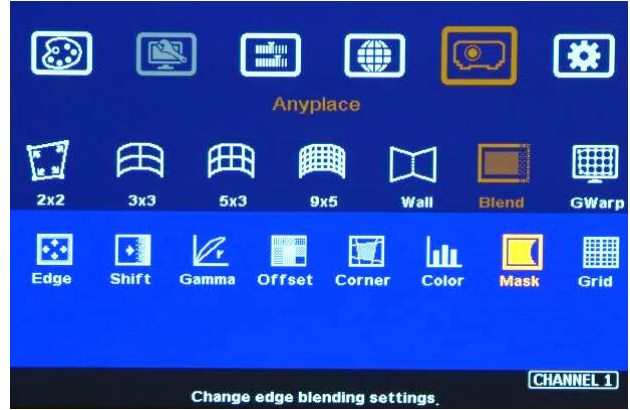 Anyplace
2x2 3x3 5x3 9x5 Wall Blend GWarp
Edge Shift Gamma Offset Corner Color Mask Grid
CHANNEL 1
Change edge blending settings.